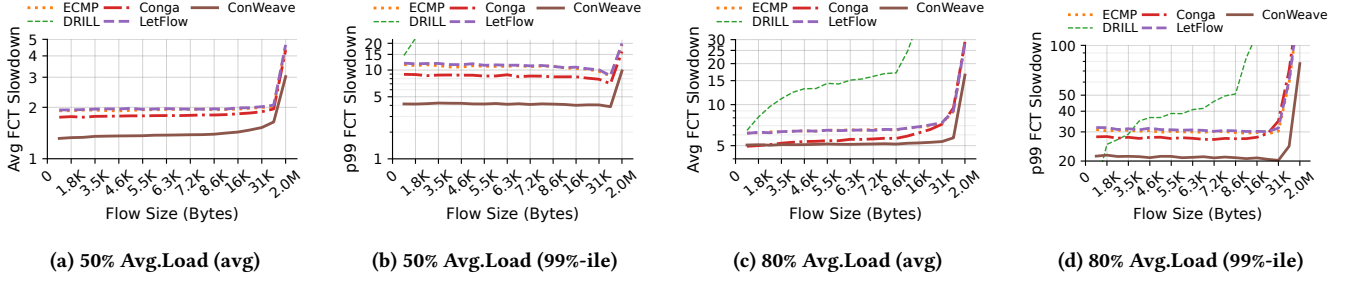 ECMP Conga ConWeave
DRILL LetFlow
Avg FCT Slowdown
5
4
3
2
1
0 1.8K 3.5K 4.6K 5.5K 6.3K 7.2K 8.6K 16K 31K 2.0M
Flow Size (Bytes)
(a) 50% Avg.Load (avg)
ECMP Conga ConWeave
DRILL LetFlow
p99 FCT Slowdown
20
10
5
1
0 1.8K 3.5K 4.6K 5.5K 6.3K 7.2K 8.6K 16K 31K 2.0M
Flow Size (Bytes)
(b) 50% Avg.Load (99%-ile)
ECMP Conga ConWeave
DRILL LetFlow
Avg FCT Slowdown
30
25
20
15
10
5
0 1.8K 3.5K 4.6K 5.5K 6.3K 7.2K 8.6K 16K 31K 2.0M
Flow Size (Bytes)
(c) 80% Avg.Load (avg)
ECMP Conga ConWeave
DRILL LetFlow
p99 FCT Slowdown
100
50
40
30
20
0 1.8K 3.5K 4.6K 5.5K 6.3K 7.2K 8.6K 16K 31K 2.0M
Flow Size (Bytes)
(d) 80% Avg.Load (99%-ile)